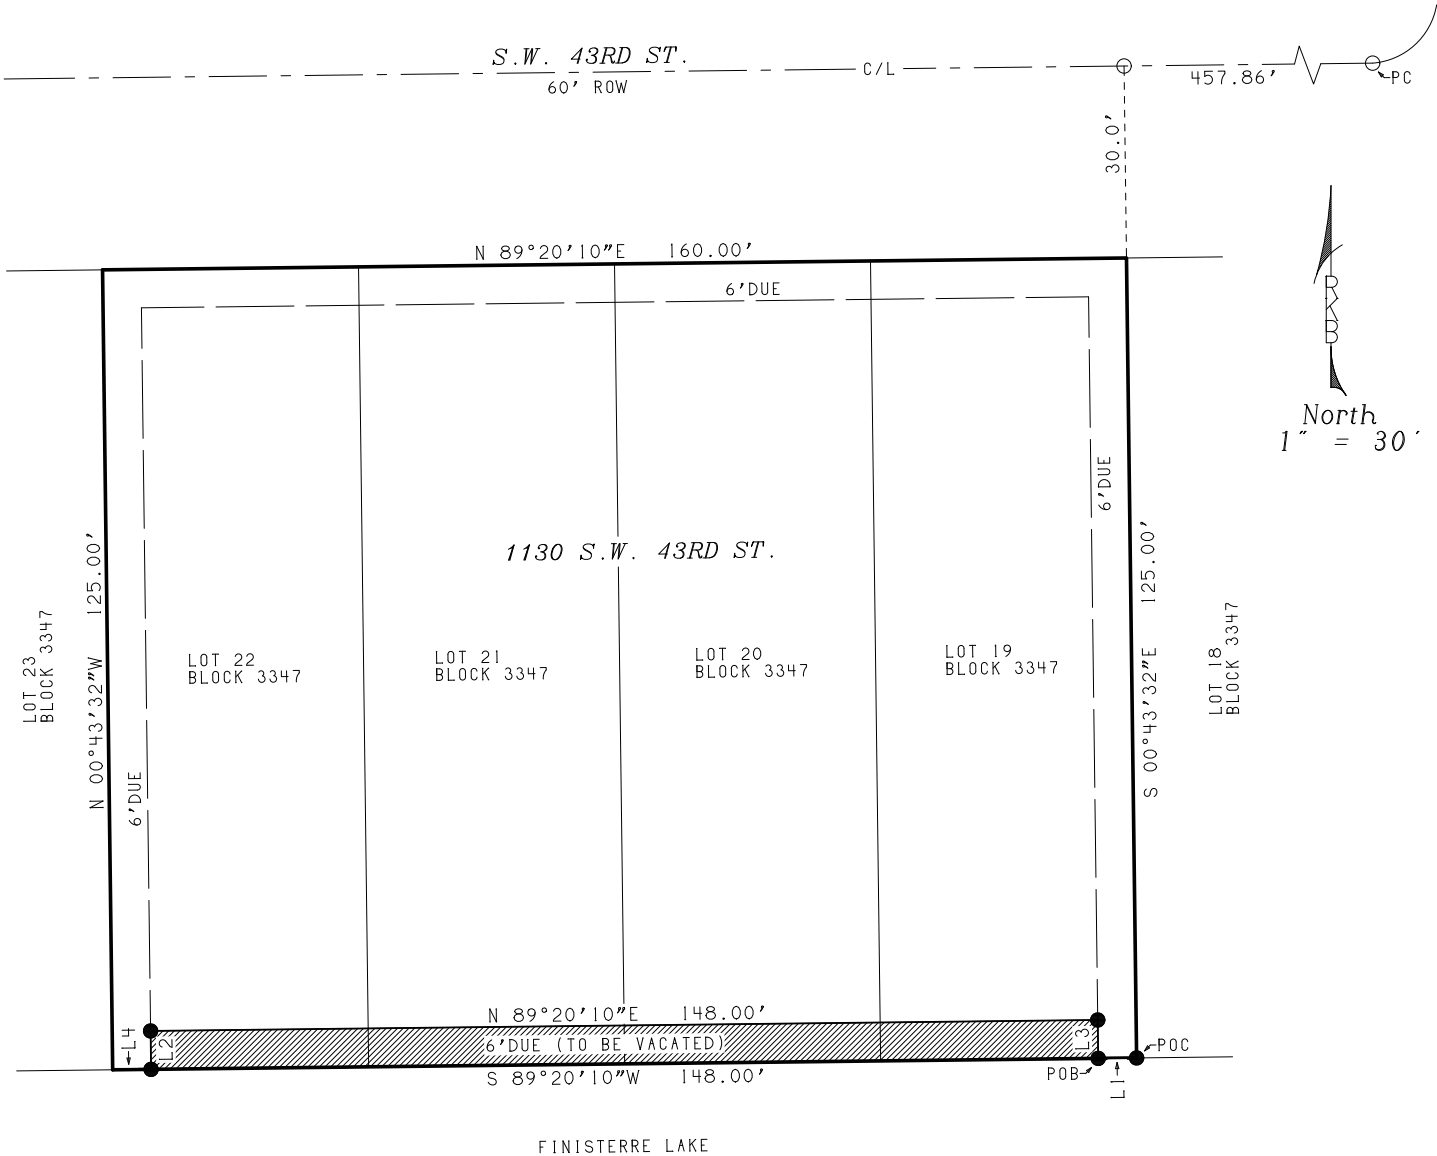 S.W. 43RD ST.
60' ROW
C/L
457.86'
PC
30.0'
N 89°20'10"E 160.00'
6'DUE
RKB
North
1" = 30'
6'DUE
1130 S.W. 43RD ST.
N 00°43'32"W 125.00'
S 00°43'32"E 125.00'
LOT 23
BLOCK 3347
LOT 22
BLOCK 3347
LOT 21
BLOCK 3347
LOT 20
BLOCK 3347
LOT 19
BLOCK 3347
LOT 18
BLOCK 3347
6'DUE
N 89°20'10"E 148.00'
L4
L2
6'DUE (TO BE VACATED)
L3
POC
S 89°20'10"W 148.00'
POB
L1
FINISTERRE LAKE